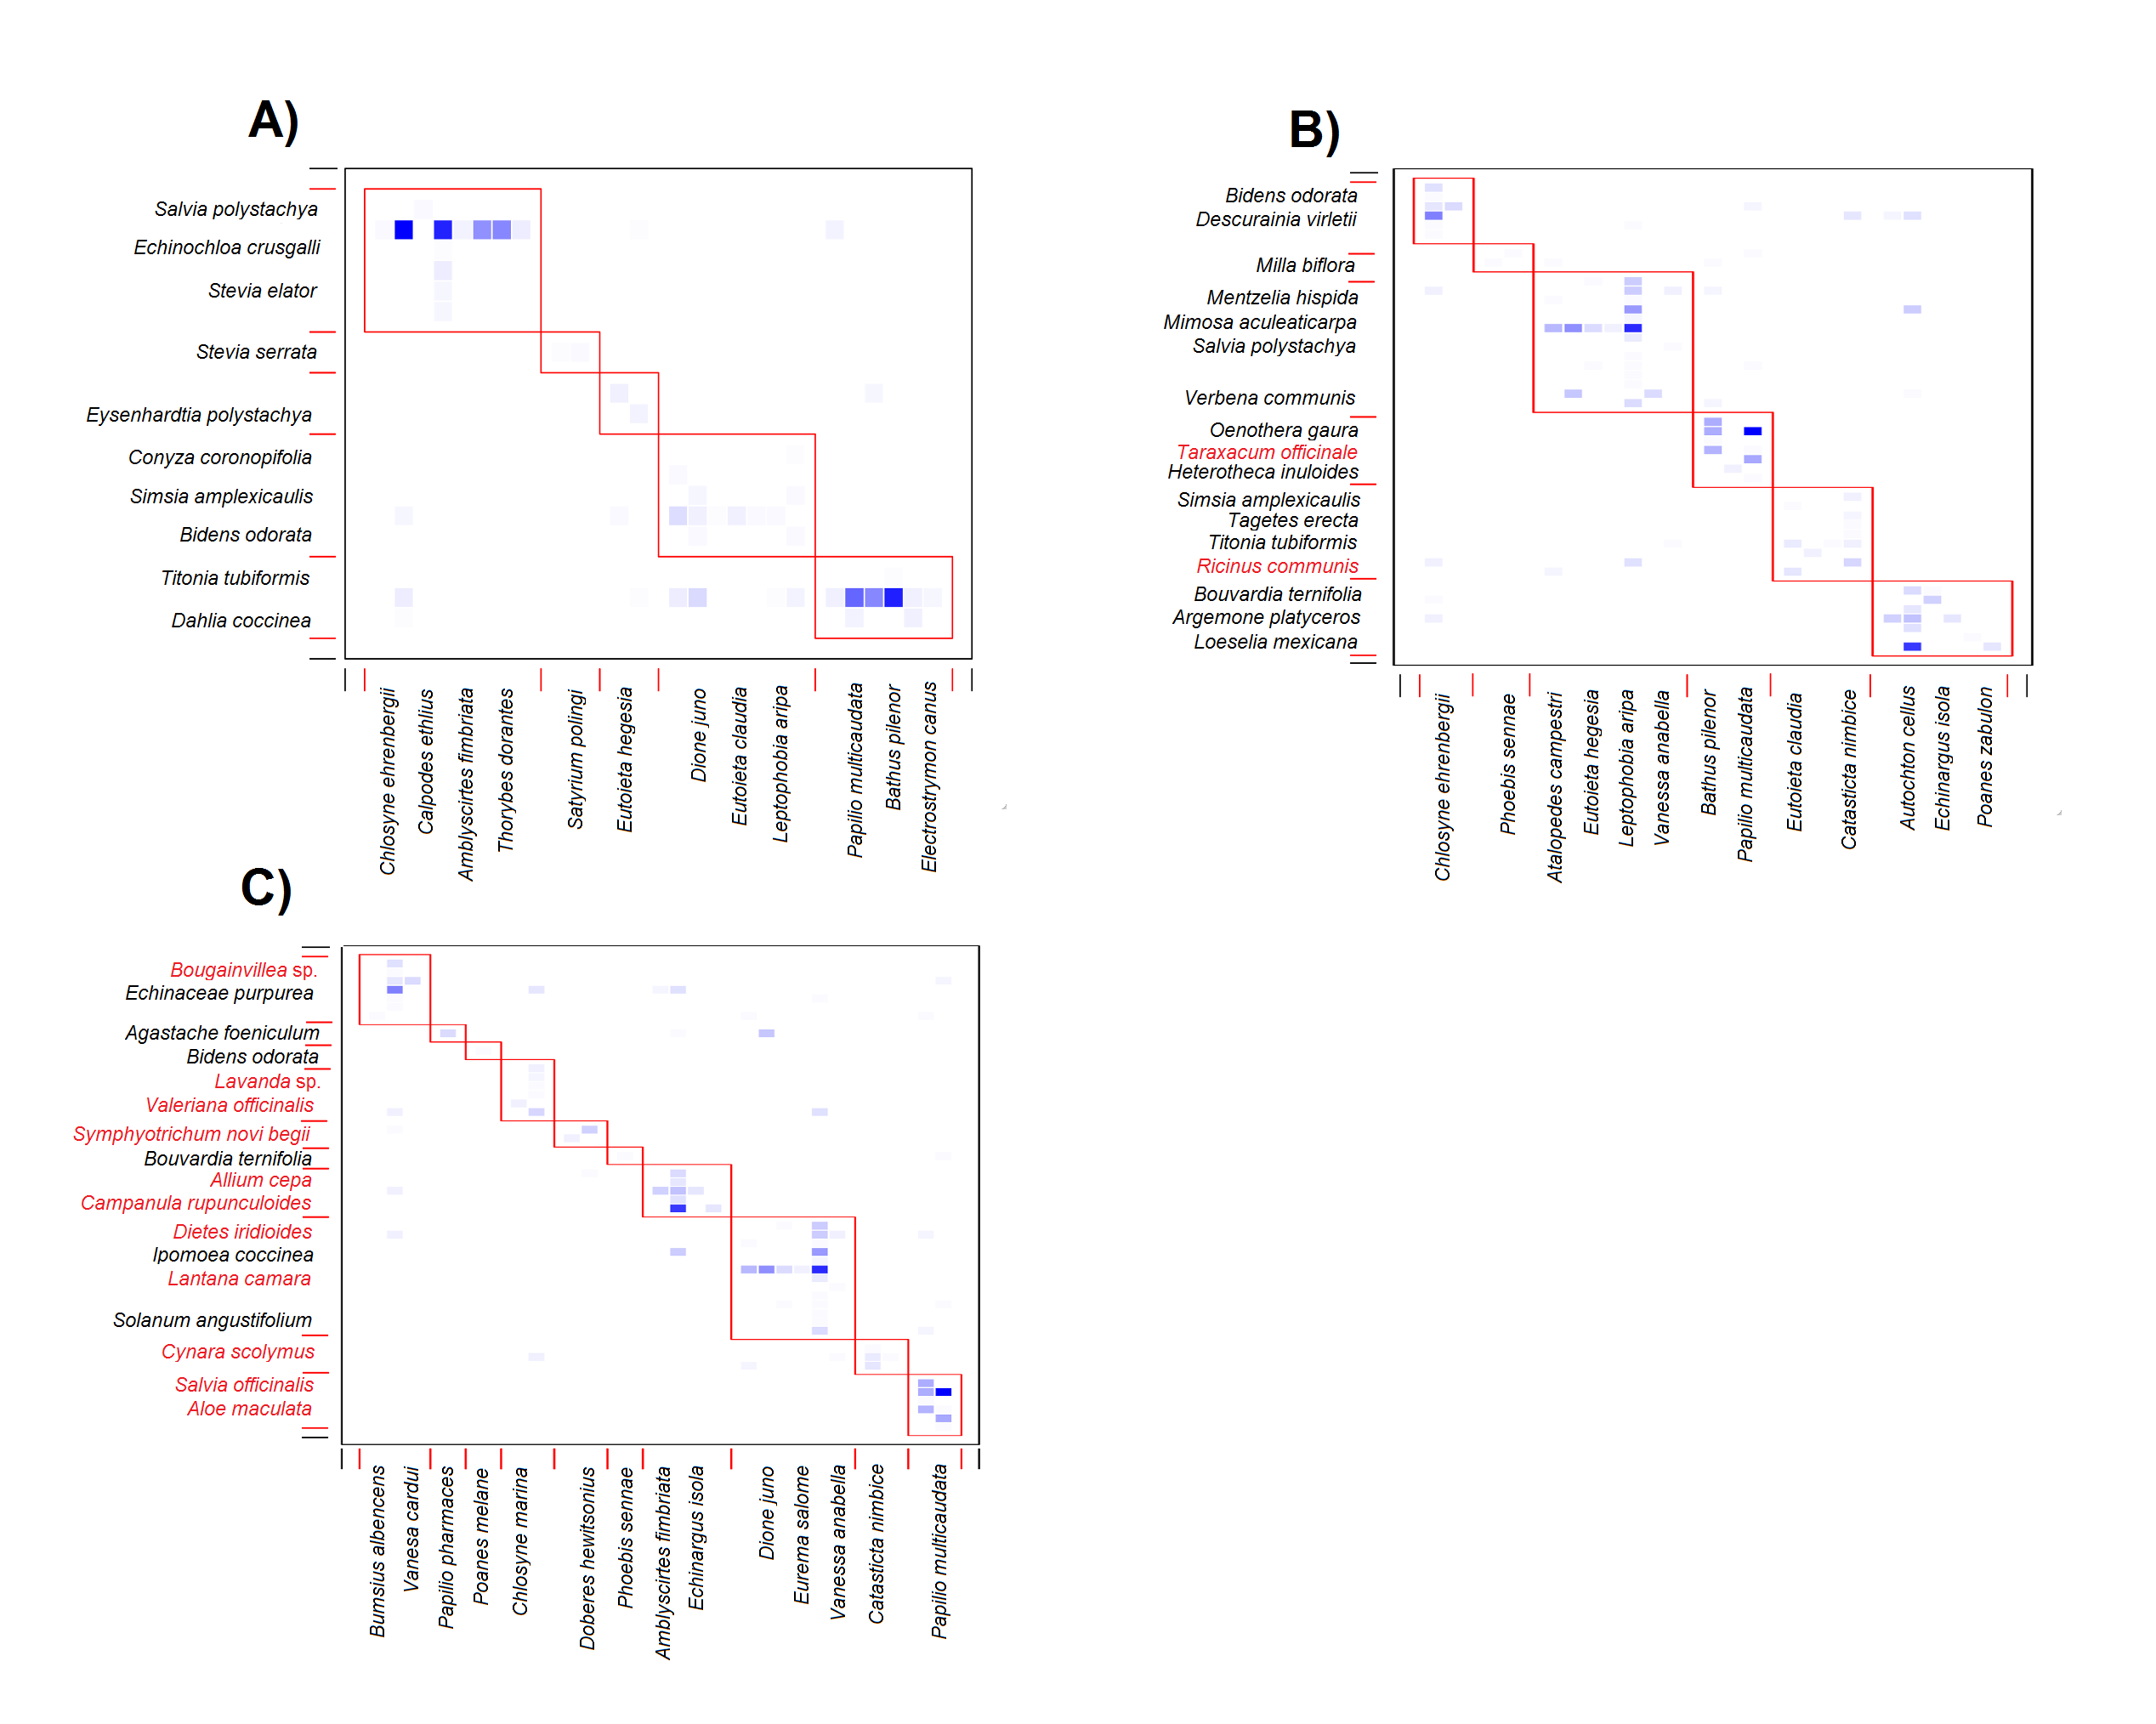 A)
Salvia polystachya
Echinochloa crusgalli
Stevia elator
Stevia serrata
Eysenhardtia polystachya
Conyza coronopifolia
Simsia amplexicaulis
Bidens odorata
Titonia tubiformis
Dahlia coccinea
Chlosyne ehrenbergii
Calpodes ethlius
Amblyscirtes fimbriata
Thorybes dorantes
Satyrium polingi
Eutoieta hegesia
Dione juno
Eutoieta claudia
Leptophobia aripa
Papilio multicaudata
Bathus pilenor
Electrostrymon canus
B)
Bidens odorata
Descurainia virletii
Milla biflora
Mentzelia hispida
Mimosa aculeaticarpa
Salvia polystachya
Verbena communis
Oenothera gaura
Taraxacum officinale
Heterotheca inuloides
Simsia amplexicaulis
Tagetes erecta
Titonia tubiformis
Ricinus communis
Bouvardia ternifolia
Argemone platyceros
Loeselia mexicana
Chlosyne ehrenbergii
Phoebis sennae
Atalopedes campestri
Eutoieta hegesia
Leptophobia aripa
Vanessa anabella
Bathus pilenor
Papilio multicaudata
Eutoieta claudia
Catasticta nimbice
Autochton cellus
Echinargus isola
Poanes zabulon
C)
Bougainvillea sp.
Echinaceae purpurea
Agastache foeniculum
Bidens odorata
Lavanda sp.
Valeriana officinalis
Symphyotrichum novi begii
Bouvardia ternifolia
Allium cepa
Campanula rupunculoides
Dietes iridioides
Ipomoea coccinea
Lantana camara
Solanum angustifolium
Cynara scolymus
Salvia officinalis
Aloe maculata
Bumsius albencens
Vanesa cardui
Papilio pharmaces
Poanes melane
Chlosyne marina
Doberes hewitsonius
Phoebis sennae
Amblyscirtes fimbriata
Echinargus isola
Dione juno
Eurema salome
Vanessa anabella
Catasticta nimbice
Papilio multicaudata